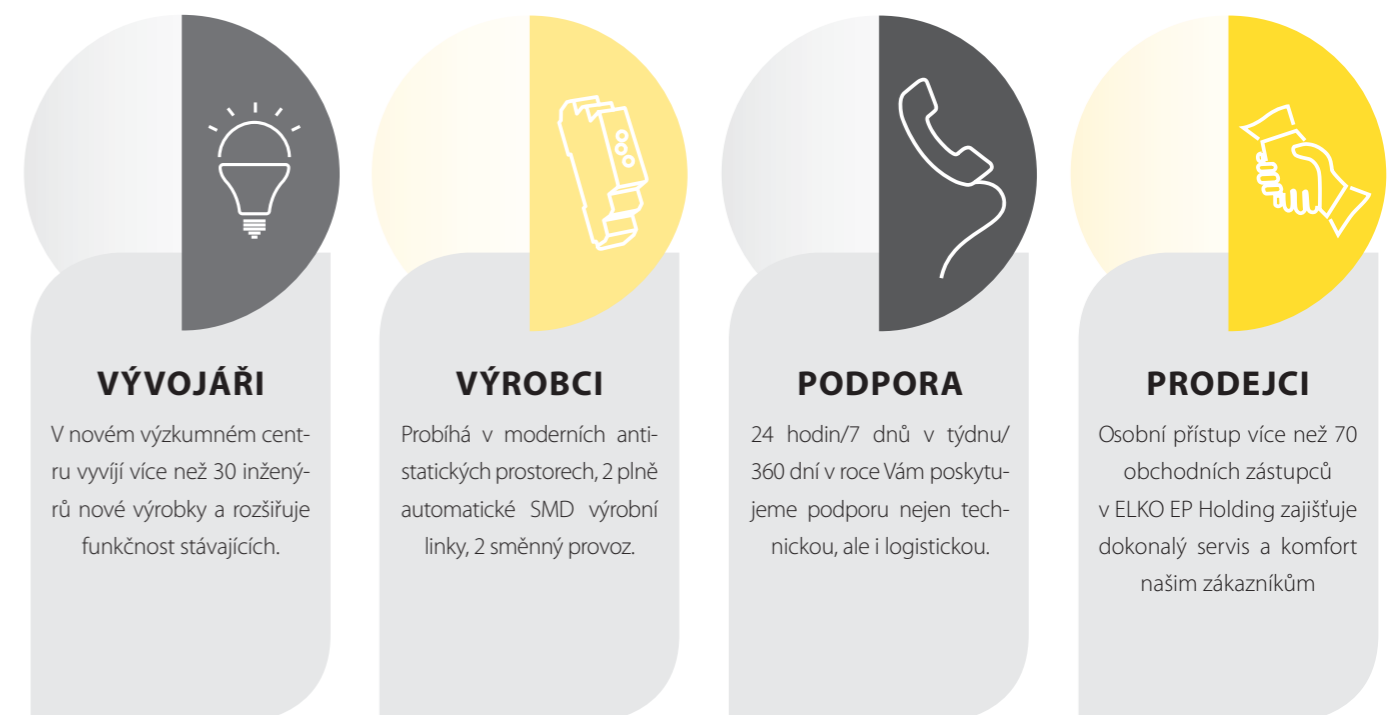 VÝVOJÁŘI
V novém výzkumném cent-
ru vyvíjí více než 30 inžený-
rů nové výrobky a rozšiřuje
funkčnost stávajících.
VÝROBCI
Probíhá v moderních anti-
statických prostorech, 2 plně
automatické SMD výrobní
linky, 2 směnný provoz.
PODPORA
24 hodin/7 dnů v týdnu/
360 dní v roce Vám poskytu-
jeme podporu nejen tech-
nickou, ale i logistickou.
PRODEJCI
Osobní přístup více než 70
obchodních zástupců
v ELKO EP Holding zajišťuje
dokonalý servis a komfort
našim zákazníkům